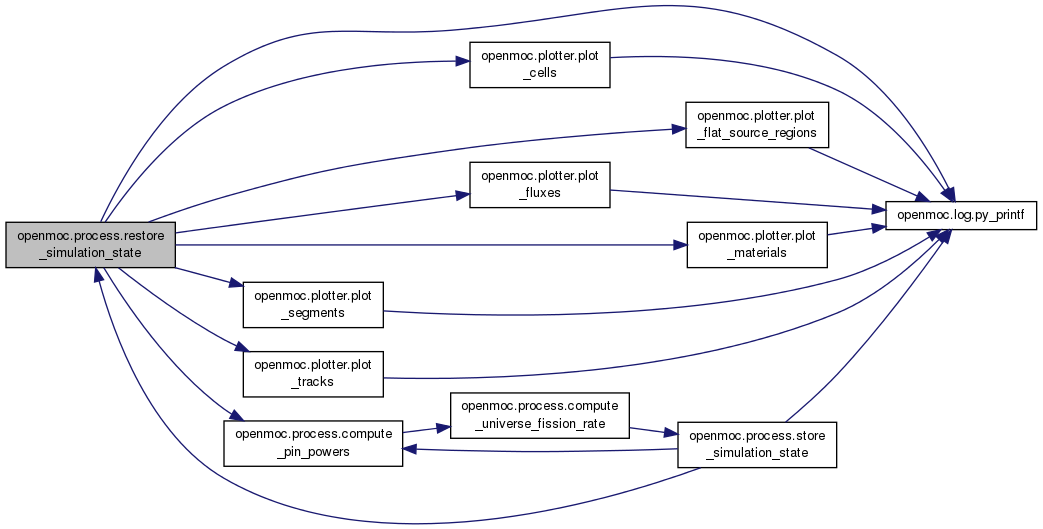 openmoc.plotter.plot
_cells
openmoc.plotter.plot
_flat_source_regions
openmoc.plotter.plot
_fluxes
openmoc.log.py_printf
openmoc.process.restore
_simulation_state
openmoc.plotter.plot
_materials
openmoc.plotter.plot
_segments
openmoc.plotter.plot
_tracks
openmoc.process.compute
_universe_fission_rate
openmoc.process.compute
_pin_powers
openmoc.process.store
_simulation_state